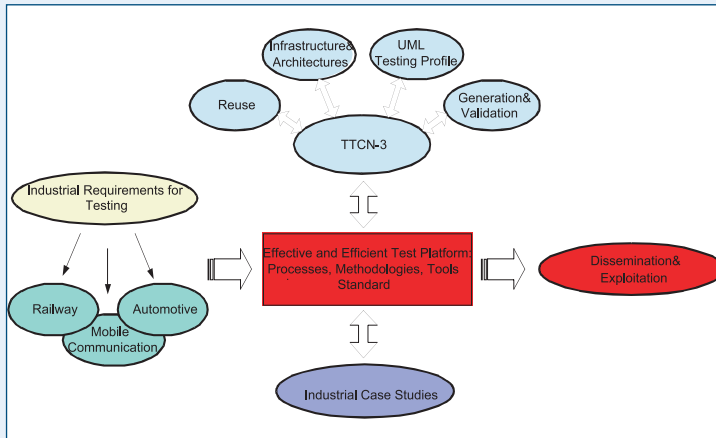 Infrastructure&
Architectures
UML
Testing Profile
Reuse
Generation&
Validation
TTCN-3
Industrial Requirements for
Testing
Effective and Efficient Test Platform:
Processes, Methodologies, Tools
Standard
Dissemination&
Exploitation
Railway
Automotive
Mobile
Communication
Industrial Case Studies